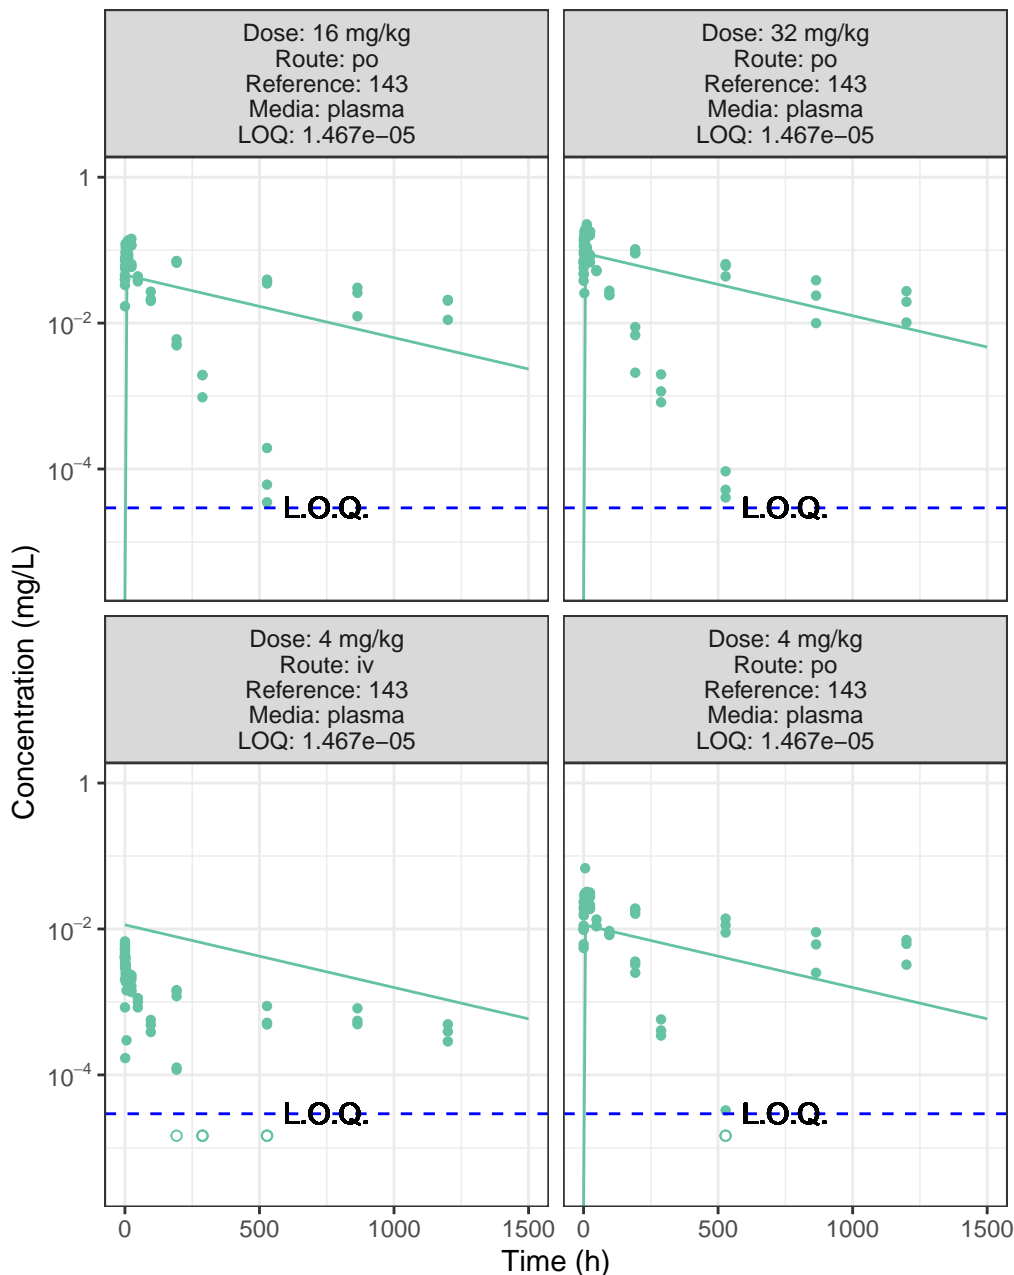 Dose: 16 mg/kg
Route: po
Reference: 143
Media: plasma
LOQ: 1.467e−05
Dose: 32 mg/kg
Route: po
Reference: 143
Media: plasma
LOQ: 1.467e−05
1
10⁻²
10⁻⁴
L.O.Q.
L.O.Q.
Concentration (mg/L)
Dose: 4 mg/kg
Route: iv
Reference: 143
Media: plasma
LOQ: 1.467e−05
Dose: 4 mg/kg
Route: po
Reference: 143
Media: plasma
LOQ: 1.467e−05
1
10⁻²
10⁻⁴
L.O.Q.
L.O.Q.
0 500 1000 1500 0 500 1000 1500
Time (h)